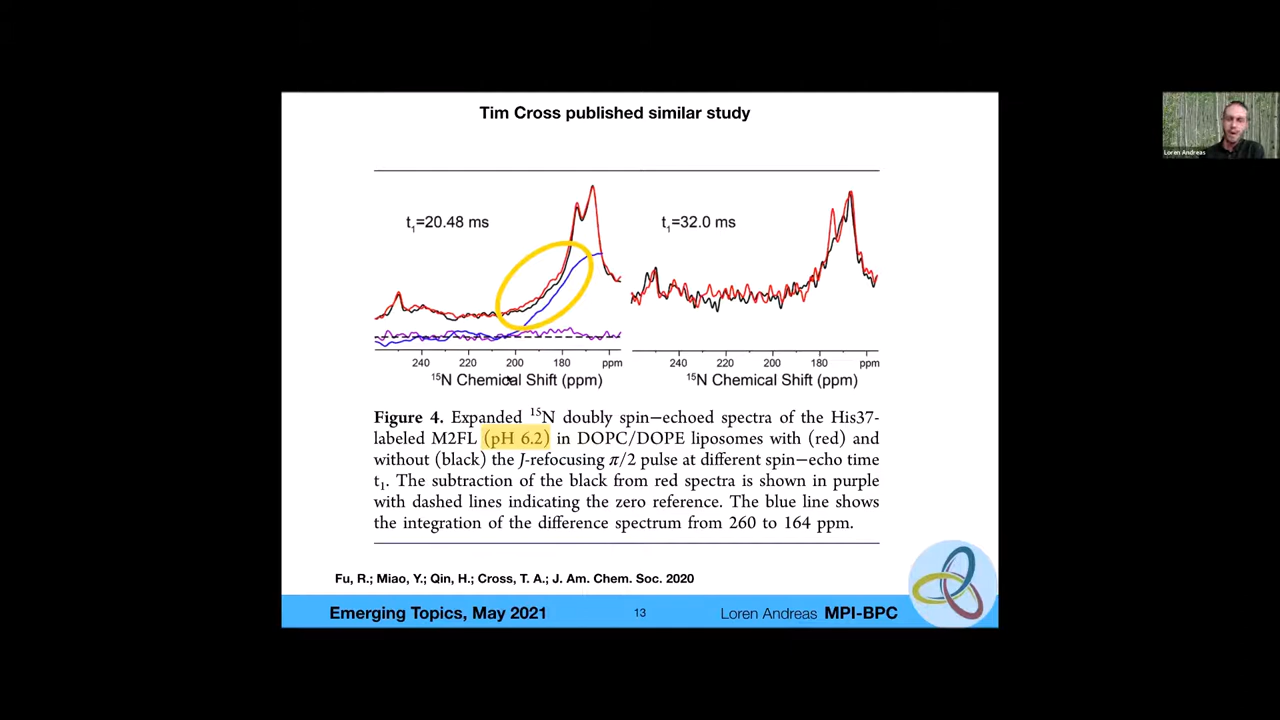 Tim Cross published similar study
t1=20.48 ms
t1=32.0 ms
240 220 200 180 ppm
240 220 200 180 ppm
15N Chemical Shift (ppm)
15N Chemical Shift (ppm)
Figure 4. Expanded 15N doubly spin−echoed spectra of the His37-
labeled M2FL (pH 6.2) in DOPC/DOPE liposomes with (red) and
without (black) the J-refocusing π/2 pulse at different spin−echo time
t1. The subtraction of the black from red spectra is shown in purple
with dashed lines indicating the zero reference. The blue line shows
the integration of the difference spectrum from 260 to 164 ppm.
Fu, R.; Miao, Y.; Qin, H.; Cross, T. A.; J. Am. Chem. Soc. 2020
Emerging Topics, May 2021
13
Loren Andreas MPI-BPC
Loren Andreas